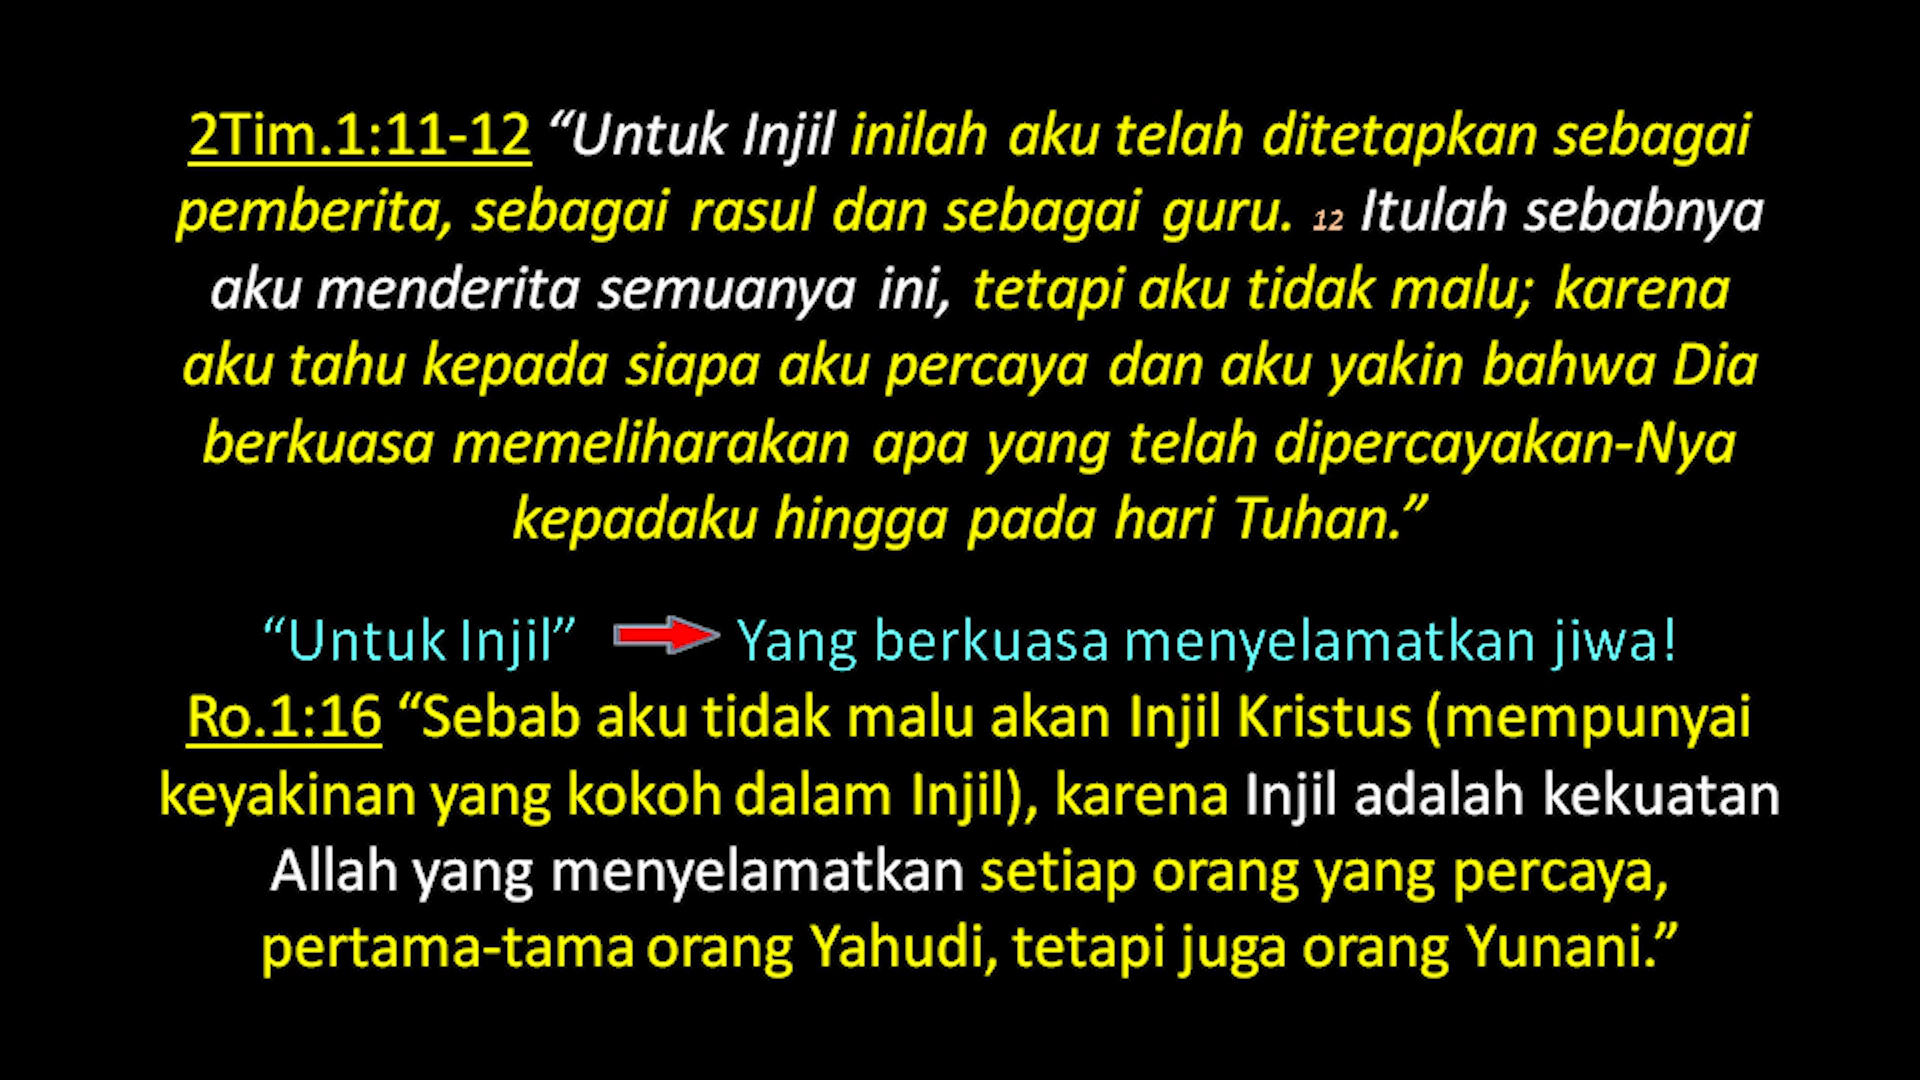 2Tim.1:11-12 “Untuk Injil inilah aku telah ditetapkan sebagai
pemberita, sebagai rasul dan sebagai guru. 12 Itulah sebabnya
aku menderita semuanya ini, tetapi aku tidak malu; karena
aku tahu kepada siapa aku percaya dan aku yakin bahwa Dia
berkuasa memeliharakan apa yang telah dipercayakan-Nya
kepadaku hingga pada hari Tuhan.”
“Untuk Injil” Yang berkuasa menyelamatkan jiwa!
Ro.1:16 “Sebab aku tidak malu akan Injil Kristus (mempunyai
keyakinan yang kokoh dalam Injil), karena Injil adalah kekuatan
Allah yang menyelamatkan setiap orang yang percaya,
pertama-tama orang Yahudi, tetapi juga orang Yunani.”